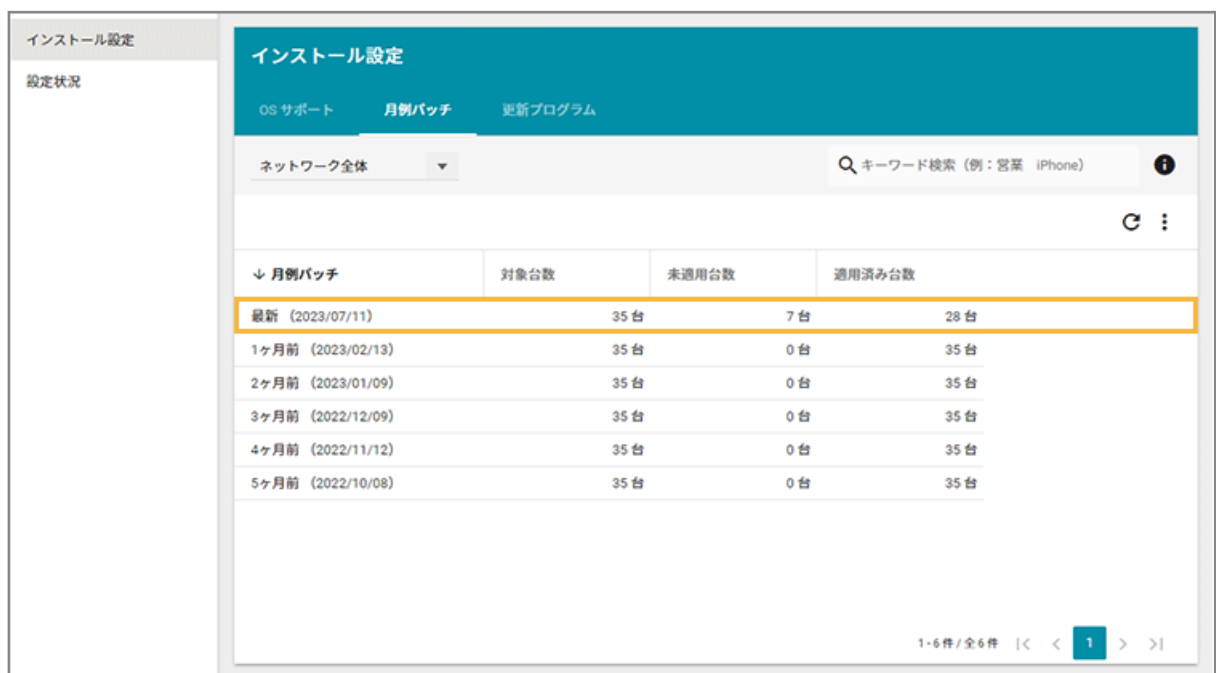 インストール設定
設定状況
インストール設定
OS サポート 月例パッチ 更新プログラム
ネットワーク全体 キーワード検索（例：営業 iPhone）
月例パッチ 対象台数 未適用台数 適用済み台数
最新 （2023/07/11） 35 台 7 台 28 台
1ヶ月前 （2023/02/13） 35 台 0 台 35 台
2ヶ月前 （2023/01/09） 35 台 0 台 35 台
3ヶ月前 （2022/12/09） 35 台 0 台 35 台
4ヶ月前 （2022/11/12） 35 台 0 台 35 台
5ヶ月前 （2022/10/08） 35 台 0 台 35 台
1-6件/全6件 1